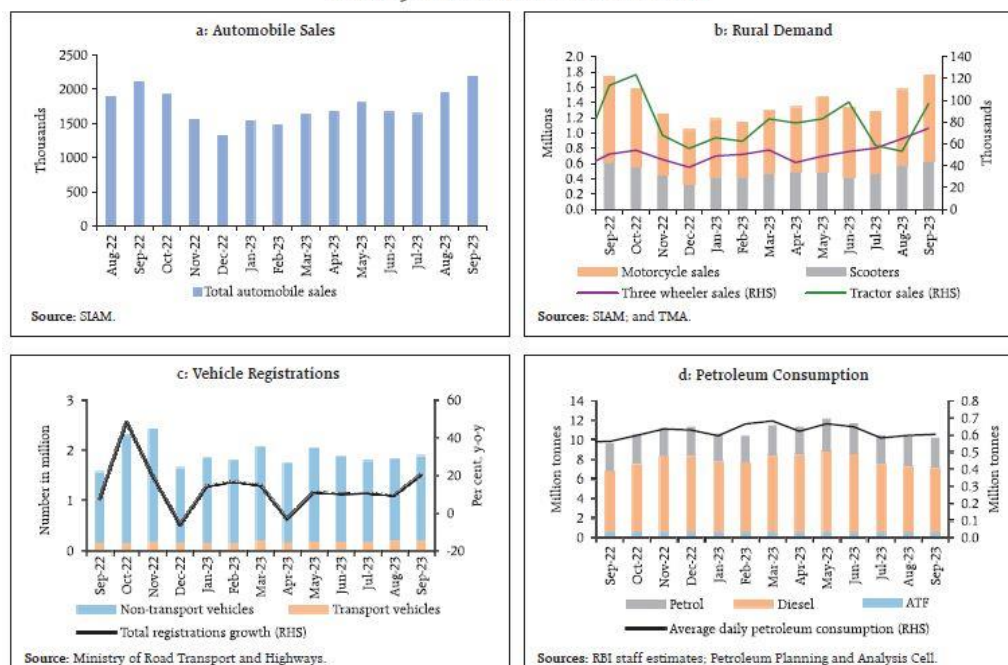 a: Automobile Sales
Thousands
2500
2000
1500
1000
500
0
Aug-22
Sep-22
Oct-22
Nov-22
Dec-22
Jan-23
Feb-23
Mar-23
Apr-23
May-23
Jun-23
Jul-23
Aug-23
Sep-23
Total automobile sales
Source: SIAM.
b: Rural Demand
Millions
2.0
1.8
1.6
1.4
1.2
1.0
0.8
0.6
0.4
0.2
0.0
140
120
100
80
60
40
20
0
Thousands
Sep-22
Oct-22
Nov-22
Dec-22
Jan-23
Feb-23
Mar-23
Apr-23
May-23
Jun-23
Jul-23
Aug-23
Sep-23
Motorcycle sales
Scooters
Three wheeler sales (RHS)
Tractor sales (RHS)
Sources: SIAM; and TMA.
c: Vehicle Registrations
Number in million
3
2
1
0
60
40
20
0
-20
Per cent, y-o-y
Sep-22
Oct-22
Nov-22
Dec-22
Jan-23
Feb-23
Mar-23
Apr-23
May-23
Jun-23
Jul-23
Aug-23
Sep-23
Non-transport vehicles
Transport vehicles
Total registrations growth (RHS)
Source: Ministry of Road Transport and Highways.
d: Petroleum Consumption
Million tonnes
14
12
10
8
6
4
2
0
0.8
0.7
0.6
0.5
0.4
0.3
0.2
0.1
0.0
Million tonnes
Sep-22
Oct-22
Nov-22
Dec-22
Jan-23
Feb-23
Mar-23
Apr-23
May-23
Jun-23
Jul-23
Aug-23
Sep-23
Petrol
Diesel
ATF
Average daily petroleum consumption (RHS)
Sources: RBI staff estimates; Petroleum Planning and Analysis Cell.